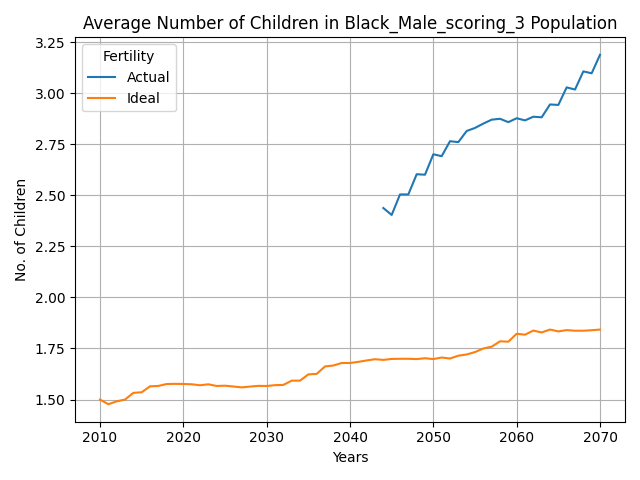 Average Number of Children in Black_Male_scoring_3 Population
3.25
3.00
2.75
2.50
2.25
2.00
1.75
1.50
No. of Children
Fertility
Actual
Ideal
2010
2020
2030
2040
2050
2060
2070
Years